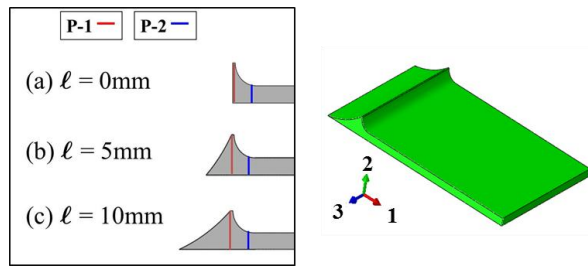 P-1 P-2
(a) ℓ = 0mm
(b) ℓ = 5mm
(c) ℓ = 10mm
2
3
1